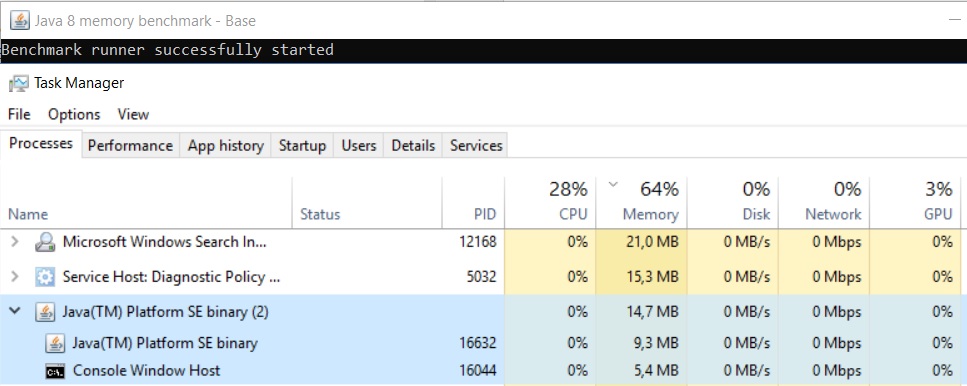 Java 8 memory benchmark - Base
Benchmark runner successfully started
Task Manager
File Options View
Processes Performance App history Startup Users Details Services
28% 64% 0% 0% 3%
Name Status PID CPU Memory Disk Network GPU
Microsoft Windows Search In... 12168 0% 21,0 MB 0 MB/s 0 Mbps 0%
Service Host: Diagnostic Policy ... 5032 0% 15,3 MB 0 MB/s 0 Mbps 0%
Java(TM) Platform SE binary (2) 0% 14,7 MB 0 MB/s 0 Mbps 0%
Java(TM) Platform SE binary 16632 0% 9,3 MB 0 MB/s 0 Mbps 0%
Console Window Host 16044 0% 5,4 MB 0 MB/s 0 Mbps 0%